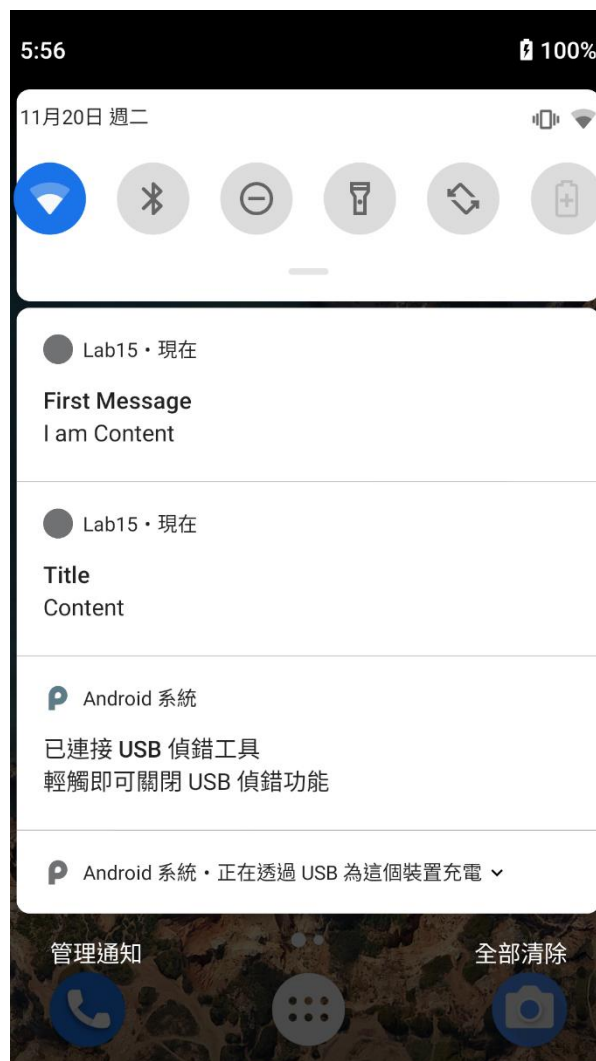 5:56 100%
11月20日 週二
Lab15 • 現在
First Message
I am Content
Lab15 • 現在
Title
Content
Android 系統
已連接 USB 偵錯工具
輕觸即可關閉 USB 偵錯功能
Android 系統 • 正在透過 USB 為這個裝置充電
管理通知 全部清除